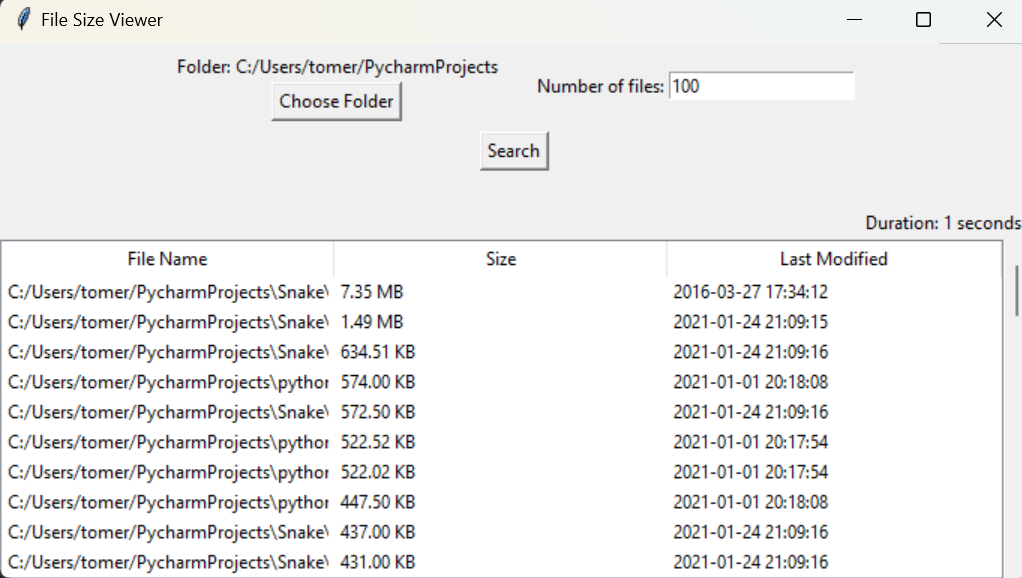 File Size Viewer
Folder: C:/Users/tomer/PycharmProjects
Number of files: 100
Choose Folder
Search
Duration: 1 seconds
File Name Size Last Modified
C:/Users/tomer/PycharmProjects\Snake\ 7.35 MB 2016-03-27 17:34:12
C:/Users/tomer/PycharmProjects\Snake\ 1.49 MB 2021-01-24 21:09:15
C:/Users/tomer/PycharmProjects\Snake\ 634.51 KB 2021-01-24 21:09:16
C:/Users/tomer/PycharmProjects\python 574.00 KB 2021-01-01 20:18:08
C:/Users/tomer/PycharmProjects\Snake\ 572.50 KB 2021-01-24 21:09:16
C:/Users/tomer/PycharmProjects\python 522.52 KB 2021-01-01 20:17:54
C:/Users/tomer/PycharmProjects\python 522.02 KB 2021-01-01 20:17:54
C:/Users/tomer/PycharmProjects\python 447.50 KB 2021-01-01 20:18:08
C:/Users/tomer/PycharmProjects\Snake\ 437.00 KB 2021-01-24 21:09:16
C:/Users/tomer/PycharmProjects\Snake\ 431.00 KB 2021-01-24 21:09:16